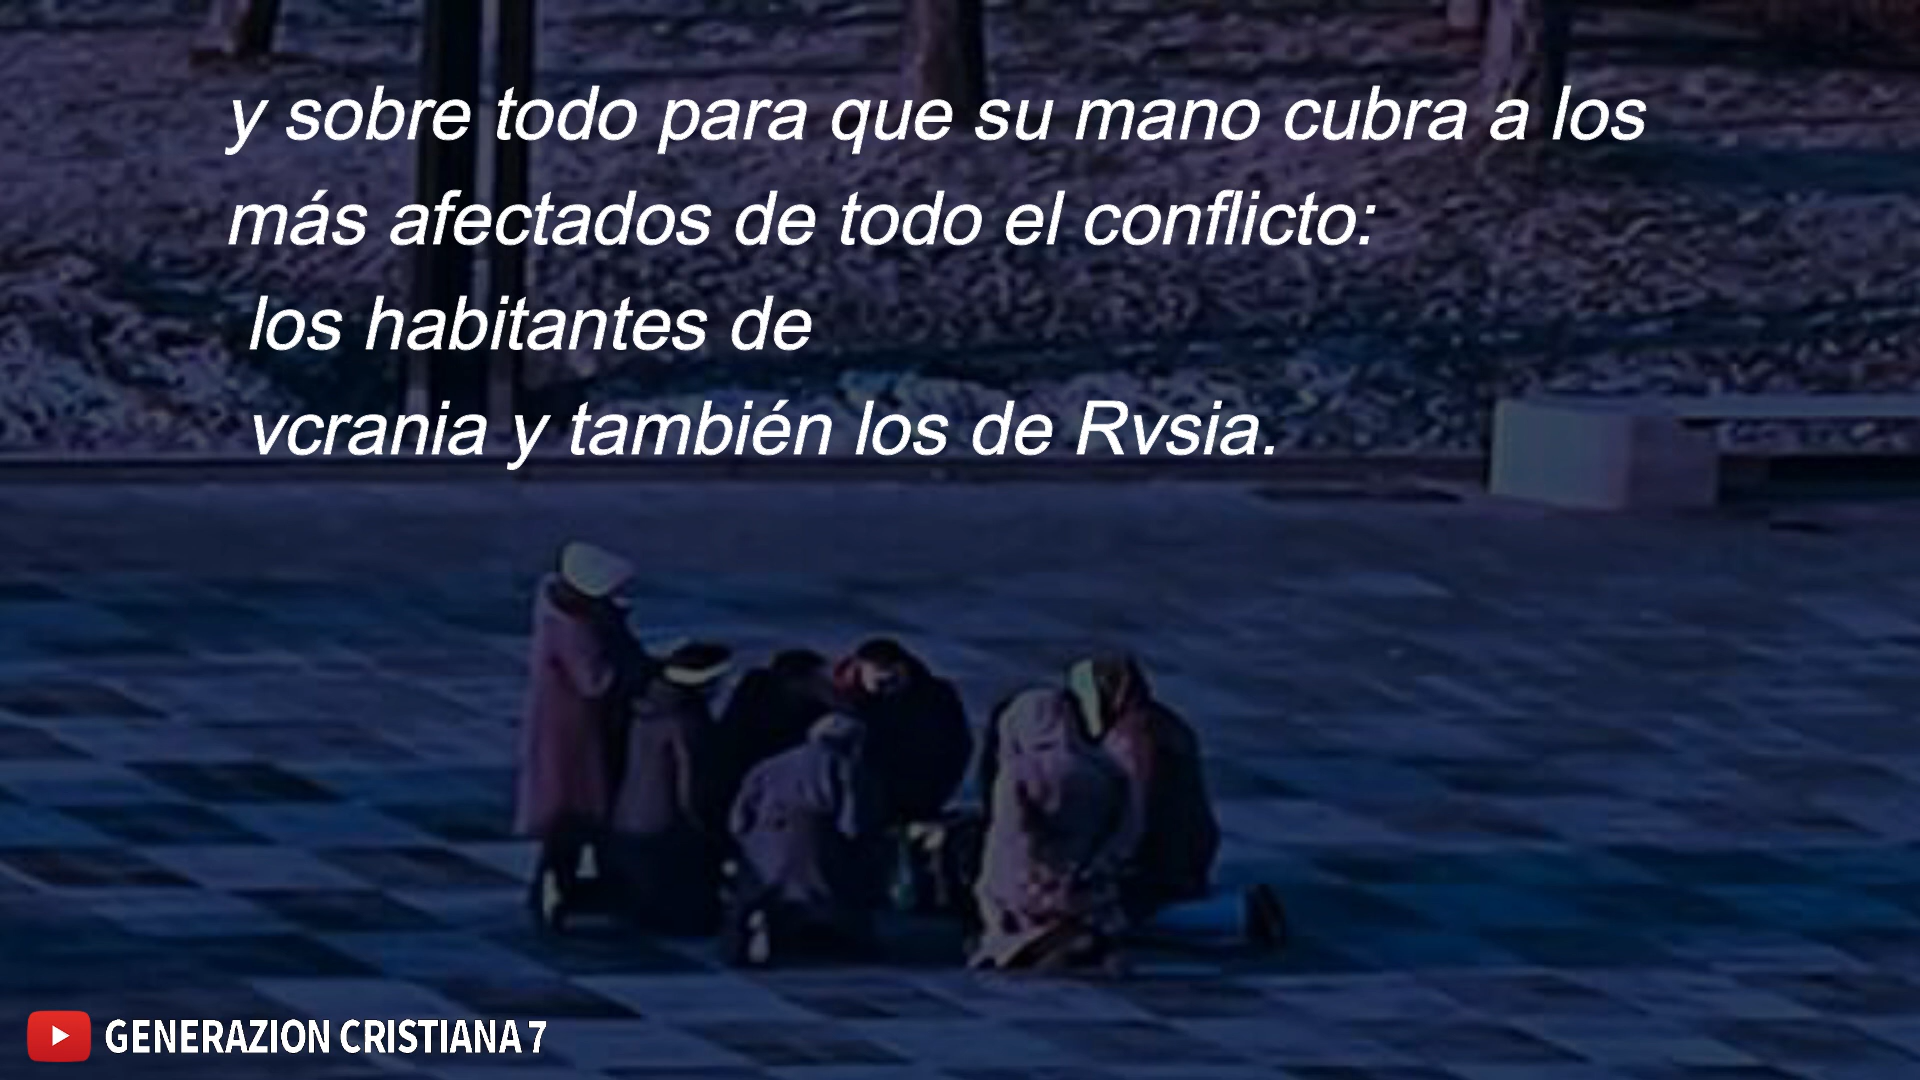 y sobre todo para que su mano cubra a los
más afectados de todo el conflicto:
los habitantes de
vcrania y también los de Rvsia.
GENERAZION CRISTIANA 7